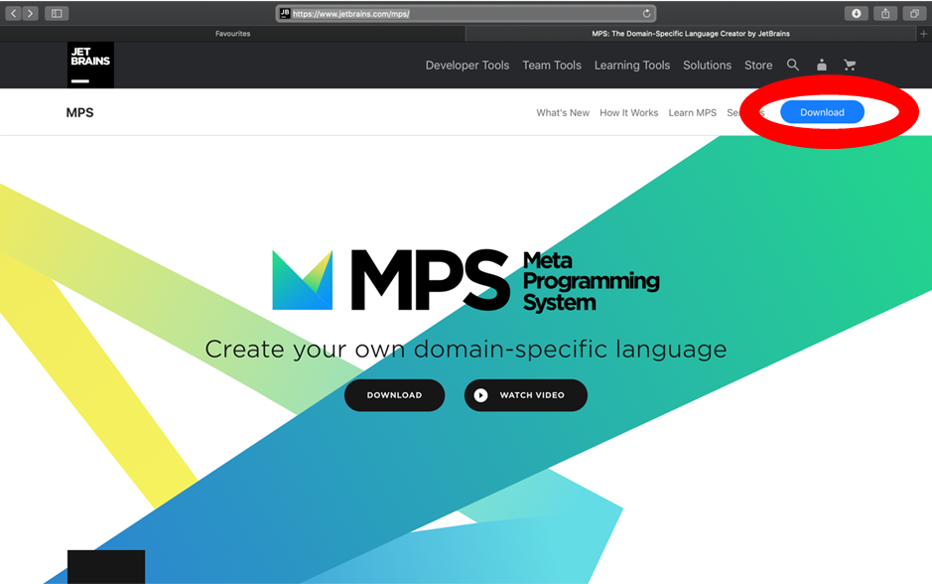 JB https://www.jetbrains.com/mps/
Favourites
MPS: The Domain-Specific Language Creator by JetBrains
JET
BRAINS
Developer Tools Team Tools Learning Tools Solutions Store
MPS
What's New How It Works Learn MPS Download
MPS
Meta
Programming
System
Create your own domain-specific language
DOWNLOAD
WATCH VIDEO